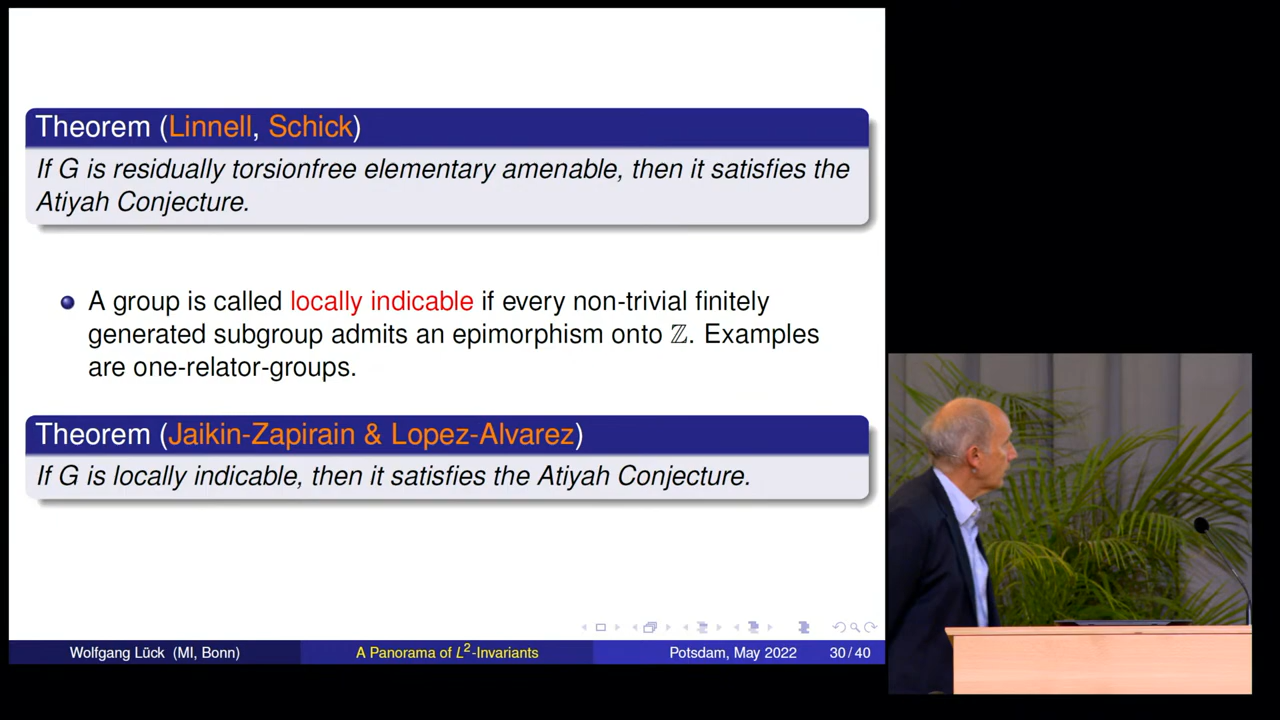 Theorem (Linnell, Schick)
If G is residually torsionfree elementary amenable, then it satisfies the
Atiyah Conjecture.
A group is called locally indicable if every non-trivial finitely
generated subgroup admits an epimorphism onto ℤ. Examples
are one-relator-groups.
Theorem (Jaikin-Zapirain & Lopez-Alvarez)
If G is locally indicable, then it satisfies the Atiyah Conjecture.
Wolfgang Lück (MI, Bonn) A Panorama of L²-Invariants Potsdam, May 2022 30 / 40